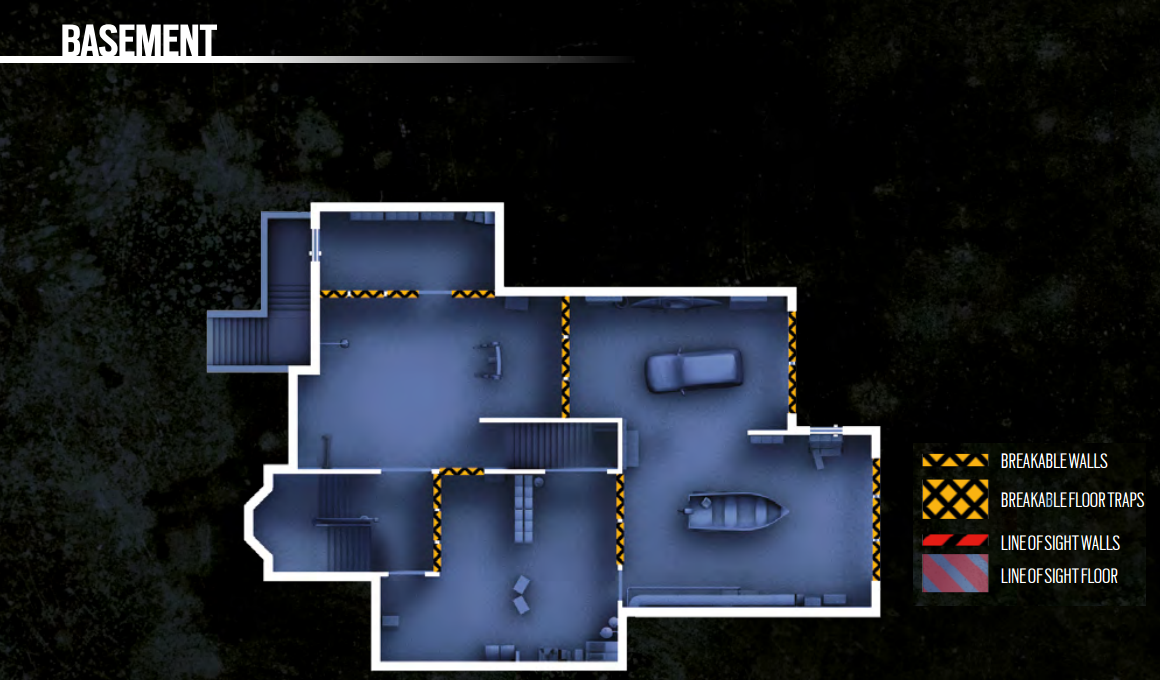 BASEMENT
BREAKABLE WALLS
BREAKABLE FLOOR TRAPS
LINE OF SIGHT WALLS
LINE OF SIGHT FLOOR